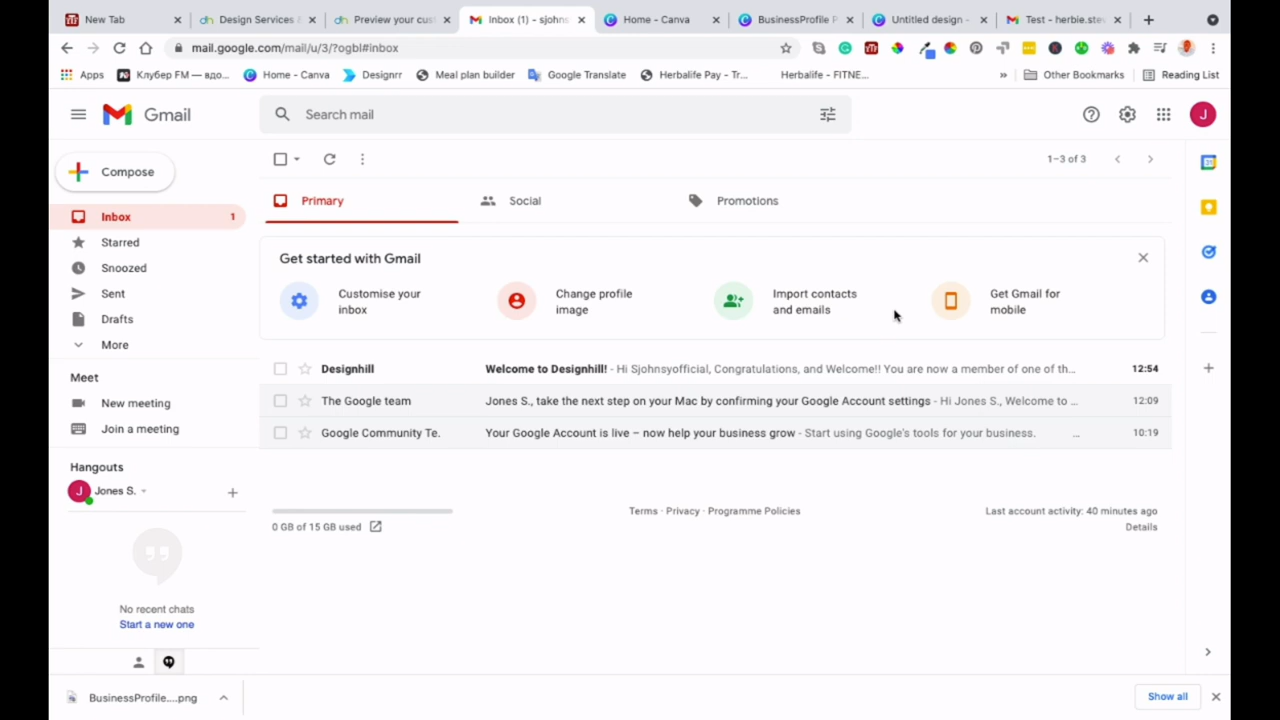 New Tab
Design Services &
Preview your cus
Inbox (1) - sjohns
Home - Canva
BusinessProfile P
Untitled design -
Test - herbie.ste
mail.google.com/mail/u/3/?ogbl#inbox
Apps
Клубер FM — вдо...
Home - Canva
Designrr
Meal plan builder
Google Translate
Herbalife Pay - Tr...
Herbalife - FITNE...
»
Other Bookmarks
Reading List
Gmail
Search mail
J
Compose
1–3 of 3
Inbox 1
Primary
Social
Promotions
Starred
Snoozed
Sent
Drafts
More
Get started with Gmail
Customise your
inbox
Change profile
image
Import contacts
and emails
Get Gmail for
mobile
Designhill Welcome to Designhill! - Hi Sjohnsyofficial, Congratulations, and Welcome!! You are now a member of one of th... 12:54
The Google team Jones S., take the next step on your Mac by confirming your Google Account settings - Hi Jones S., Welcome to ... 12:09
Google Community Te. Your Google Account is live – now help your business grow - Start using Google's tools for your business. ... 10:19
Meet
New meeting
Join a meeting
Hangouts
J Jones S.
No recent chats
Start a new one
0 GB of 15 GB used
Terms · Privacy · Programme Policies
Last account activity: 40 minutes ago
Details
BusinessProfile....png
Show all